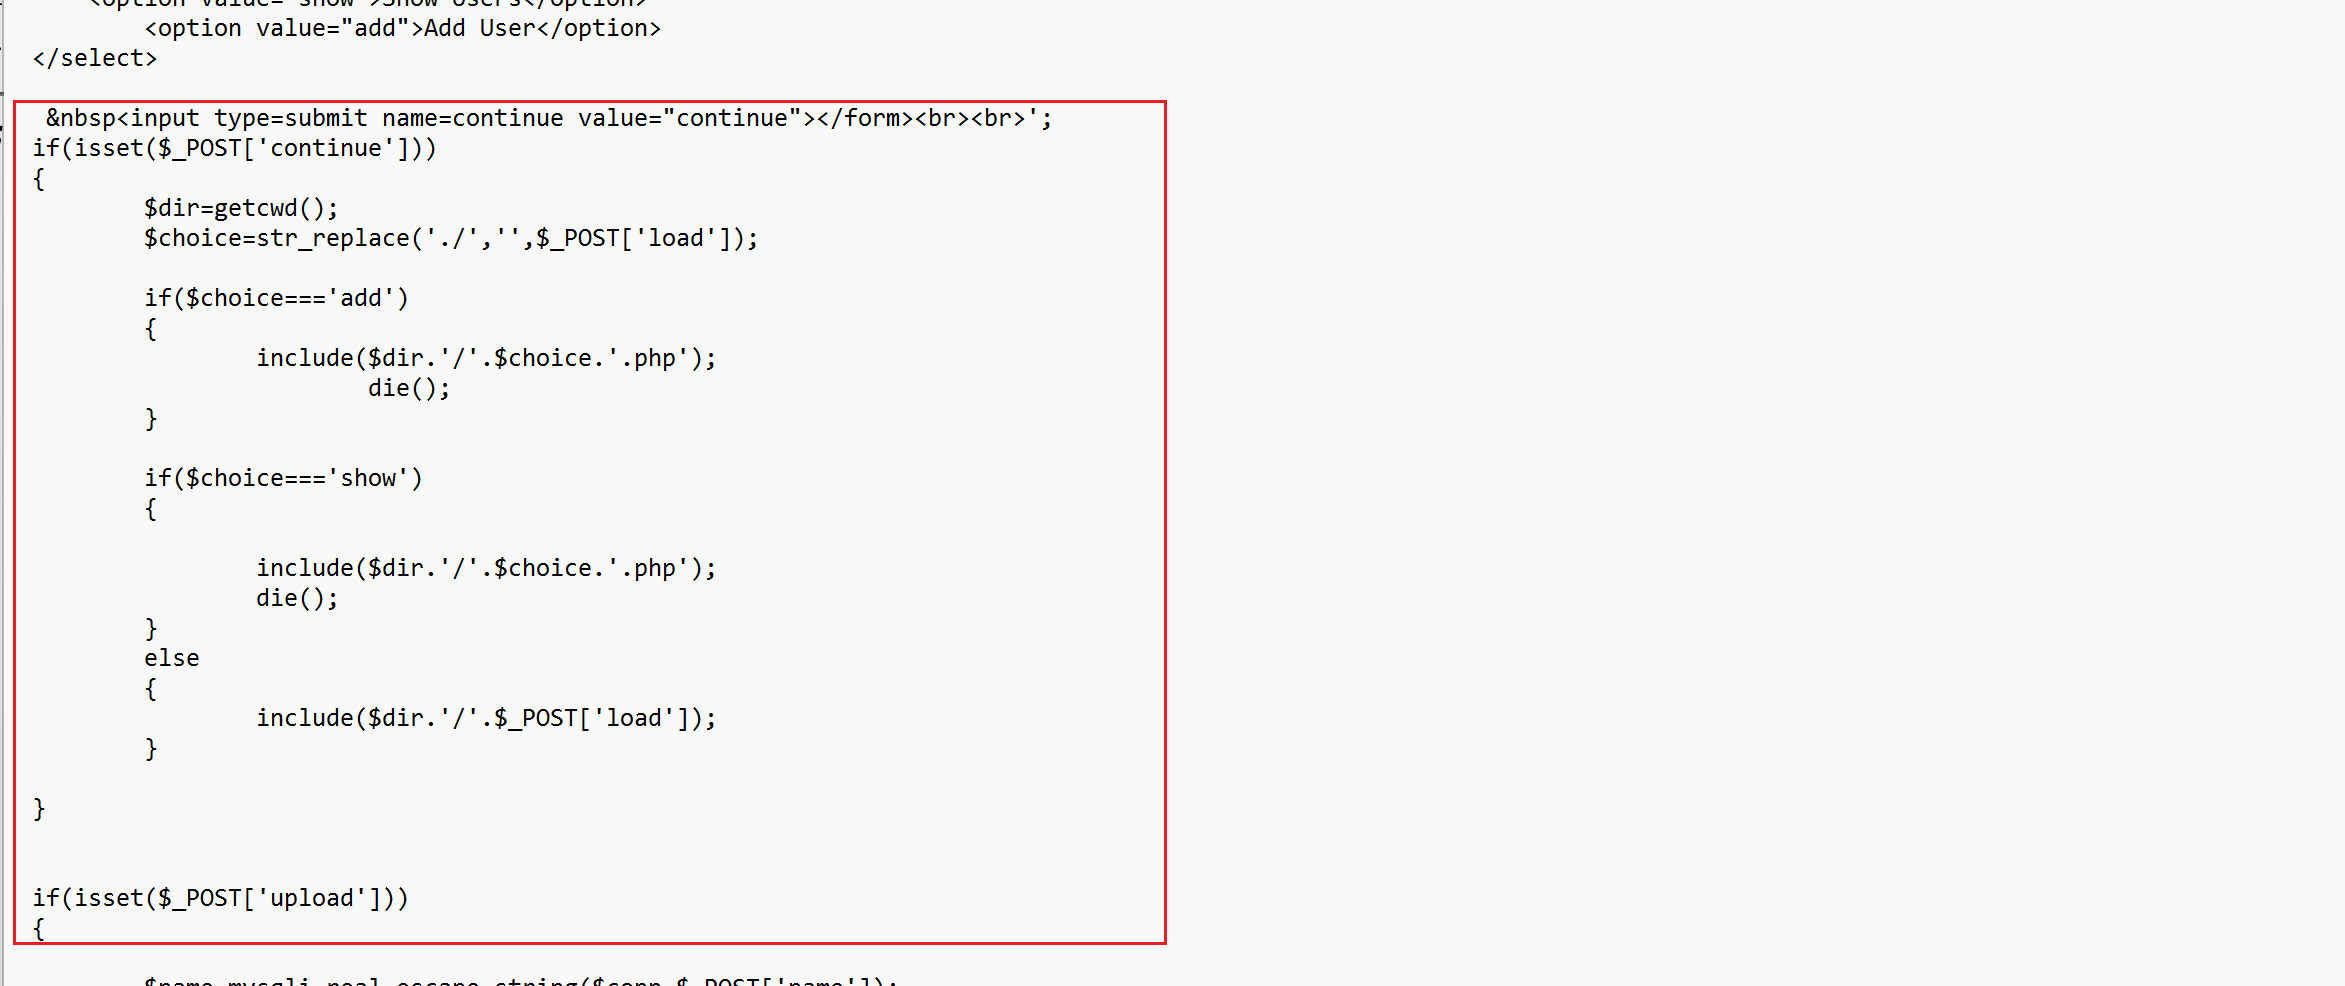 <option value="show">Show Users</option>
<option value="add">Add User</option>
</select>
&nbsp<input type=submit name=continue value="continue"></form><br><br>';
if(isset($_POST['continue']))
{
$dir=getcwd();
$choice=str_replace('./','',$_POST['load']);
if($choice==='add')
{
include($dir.'/'.$choice.'.php');
die();
}
if($choice==='show')
{
include($dir.'/'.$choice.'.php');
die();
}
else
{
include($dir.'/'.$_POST['load']);
}
}
if(isset($_POST['upload']))
{
$name=mysqli_real_escape_string($conn,$_POST['name']);